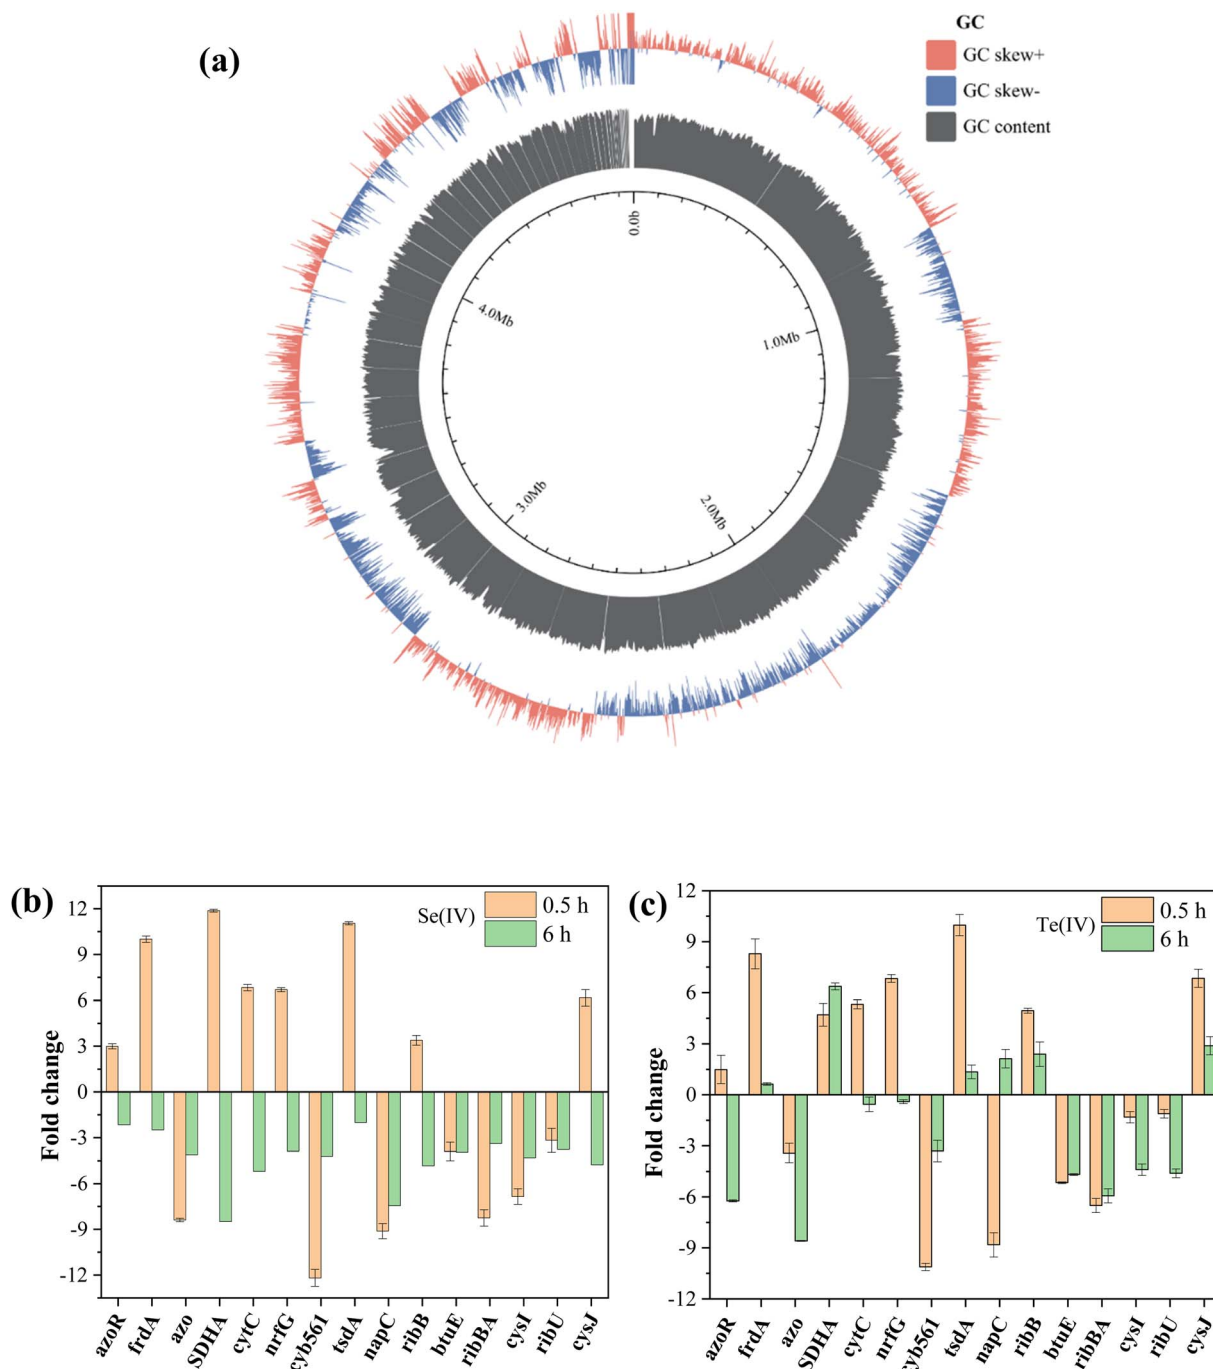 (a)
GC
GC skew+
GC skew-
GC content
0.0b
1.0Mb
2.0Mb
3.0Mb
4.0Mb
(b)
Se(IV)
0.5 h
6 h
Fold change
12
9
6
3
0
-3
-6
-9
-12
azoR
frdA
azo
SDHA
cytC
nrfG
cyb561
tsdA
napC
ribB
btuE
ribBA
cysI
ribU
cysJ
(c)
Te(IV)
0.5 h
6 h
Fold change
12
9
6
3
0
-3
-6
-9
-12
azoR
frdA
azo
SDHA
cytC
nrfG
cyb561
tsdA
napC
ribB
btuE
ribBA
cysI
ribU
cysJ